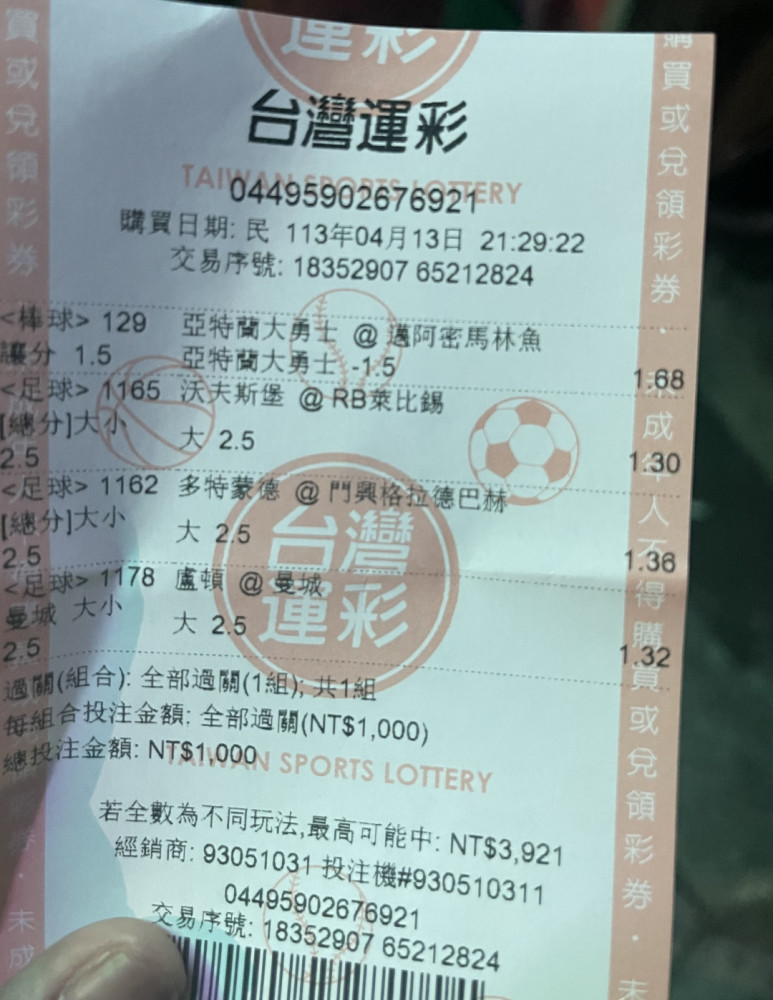 運彩
台灣運彩
TAIWAN SPORTS LOTTERY
04495902676921
購買日期: 民 113年04月13日 21:29:22
交易序號: 18352907 65212824
<棒球> 129 亞特蘭大勇士 @ 邁阿密馬林魚
讓分 1.5 亞特蘭大勇士 -1.5 1.68
<足球> 1165 沃夫斯堡 @ RB萊比錫
[總分]大小 大 2.5
2.5 1.30
<足球> 1162 多特蒙德 @ 門興格拉德巴赫
[總分]大小 大 2.5
2.5 1.36
<足球> 1178 盧頓 @ 曼城
曼城 大小 大 2.5
2.5 1.32
台灣
運彩
過關(組合): 全部過關(1組); 共1組
每組合投注金額: 全部過關(NT$1,000)
總投注金額: NT$1,000
TAIWAN SPORTS LOTTERY
若全數為不同玩法,最高可能中: NT$3,921
經銷商: 93051031 投注機#930510311
04495902676921
交易序號: 18352907 65212824
買或兌領彩券
未成
購買或兌領彩券・未成年人不得購買或兌領彩券・未